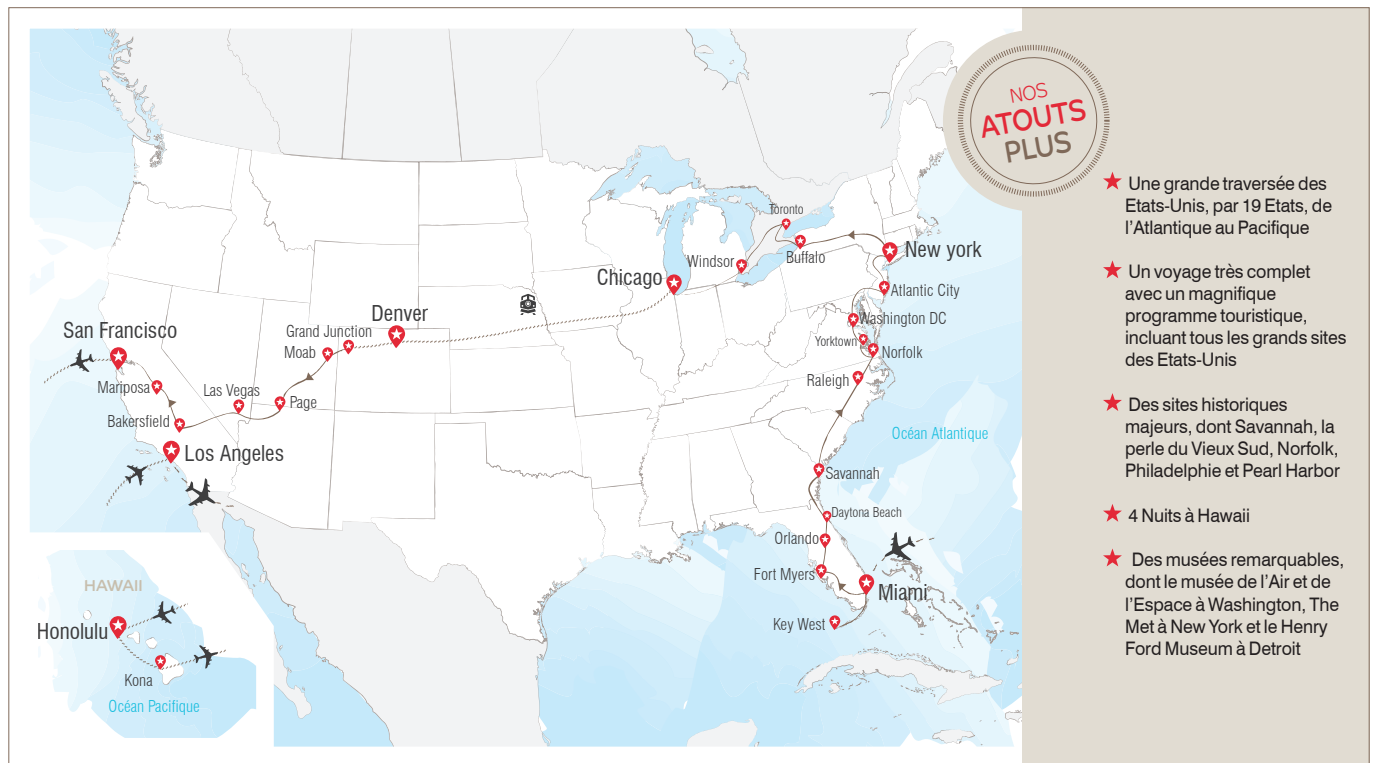 Toronto
New york
Windsor
Buffalo
Chicago
Atlantic City
Denver
Washington DC
San Francisco
Grand Junction
Yorktown
Moab
Norfolk
Mariposa
Las Vegas
Page
Raleigh
Bakersfield
Océan Atlantique
Los Angeles
Savannah
Daytona Beach
Orlando
Fort Myers
Miami
Key West
HAWAII
Honolulu
Kona
Océan Pacifique
NOS
ATOUTS
PLUS
Une grande traversée des
Etats-Unis, par 19 Etats, de
l'Atlantique au Pacifique
Un voyage très complet
avec un magnifique
programme touristique,
incluant tous les grands sites
des Etats-Unis
Des sites historiques
majeurs, dont Savannah, la
perle du Vieux Sud, Norfolk,
Philadelphie et Pearl Harbor
4 Nuits à Hawaii
Des musées remarquables,
dont le musée de l'Air et de
l'Espace à Washington, The
Met à New York et le Henry
Ford Museum à Detroit